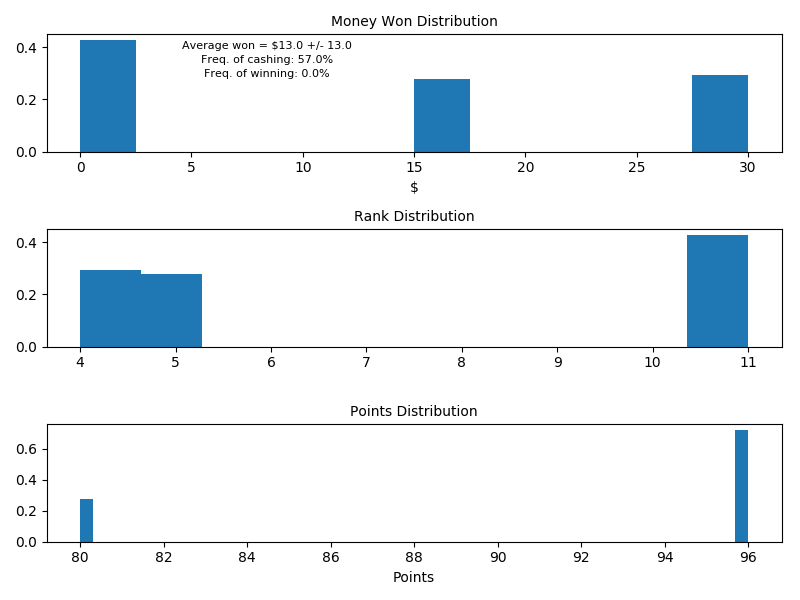 Money Won Distribution
Average won = $13.0 +/- 13.0
Freq. of cashing: 57.0%
Freq. of winning: 0.0%
0.4
0.2
0.0
0 5 10 15 20 25 30
$
Rank Distribution
0.4
0.2
0.0
4 5 6 7 8 9 10 11
Points Distribution
0.6
0.4
0.2
0.0
80 82 84 86 88 90 92 94 96
Points